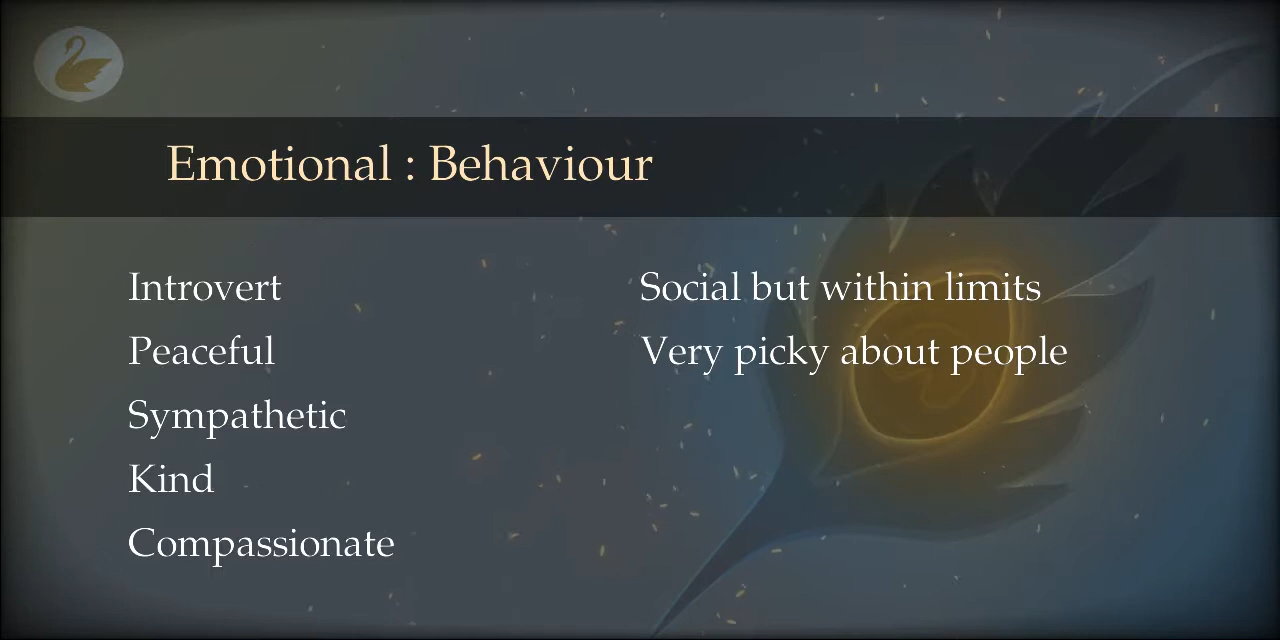 Emotional : Behaviour
Introvert
Peaceful
Sympathetic
Kind
Compassionate
Social but within limits
Very picky about people